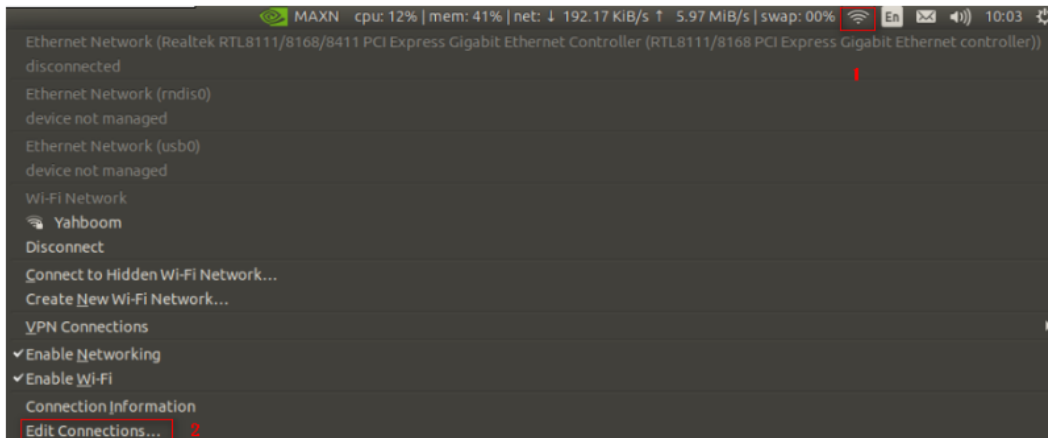 MAXN cpu: 12% | mem: 41% | net: ↓ 192.17 KiB/s ↑ 5.97 MiB/s | swap: 00% En 10:03
Ethernet Network (Realtek RTL8111/8168/8411 PCI Express Gigabit Ethernet Controller (RTL8111/8168 PCI Express Gigabit Ethernet controller))
1
disconnected
Ethernet Network (rndis0)
device not managed
Ethernet Network (usb0)
device not managed
Wi-Fi Network
Yahboom
Disconnect
Connect to Hidden Wi-Fi Network...
Create New Wi-Fi Network...
VPN Connections
Enable Networking
Enable Wi-Fi
Connection Information
Edit Connections... 2